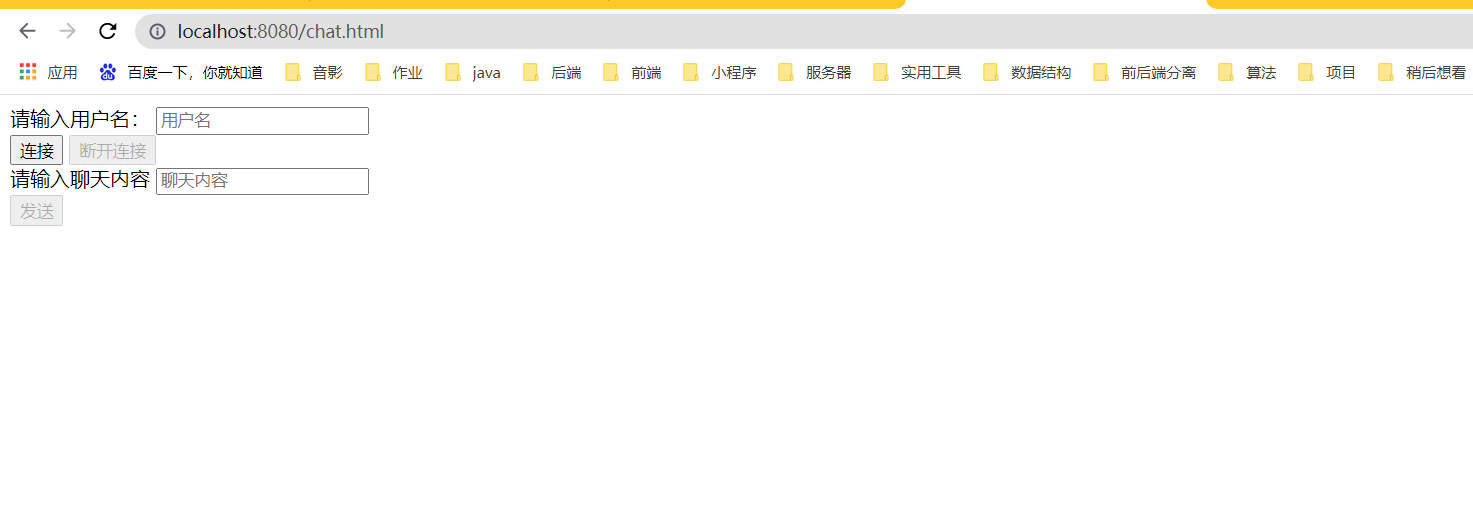 localhost:8080/chat.html
应用 百度一下，你就知道 音影 作业 java 后端 前端 小程序 服务器 实用工具 数据结构 前后端分离 算法 项目 稍后想看
请输入用户名： 用户名
连接 断开连接
请输入聊天内容 聊天内容
发送